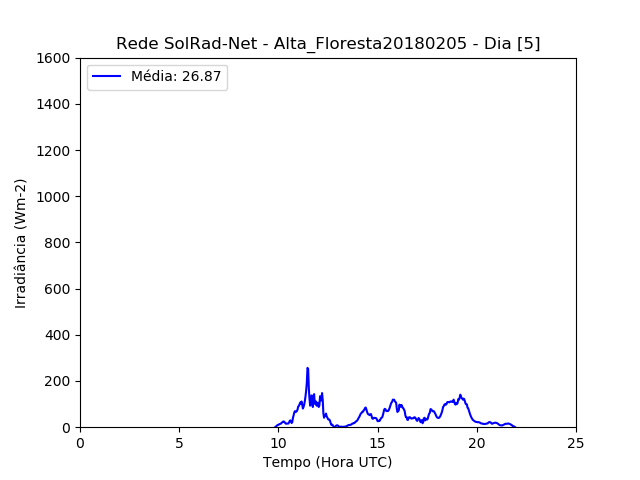 Rede SolRad-Net - Alta_Floresta20180205 - Dia [5]
Média: 26.87
1600
1400
1200
1000
800
600
400
200
0
Irradiância (Wm-2)
0 5 10 15 20 25
Tempo (Hora UTC)